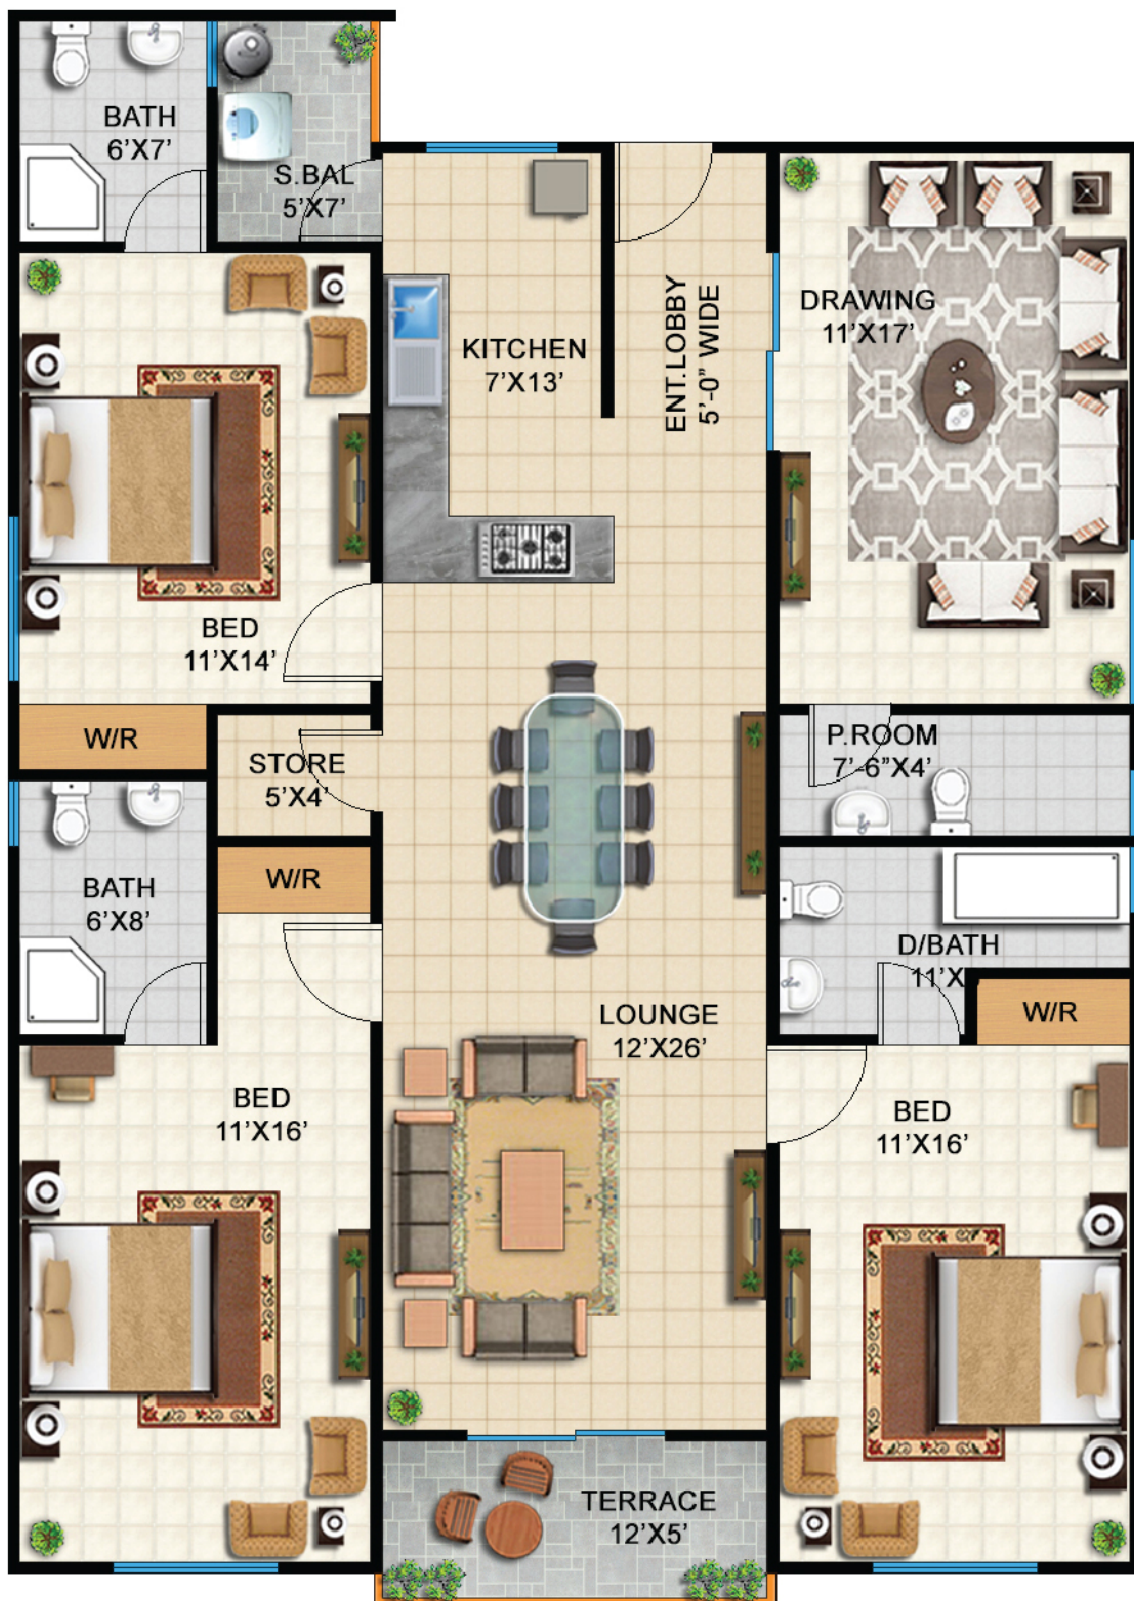 BATH
6'X7'
S.BAL
5'X7'
KITCHEN
7'X13'
ENT.LOBBY
5'-0" WIDE
DRAWING
11'X17'
BED
11'X14'
W/R
STORE
5'X4'
P.ROOM
7'-6"X4'
W/R
BATH
6'X8'
D/BATH
11'X
W/R
LOUNGE
12'X26'
BED
11'X16'
BED
11'X16'
TERRACE
12'X5'